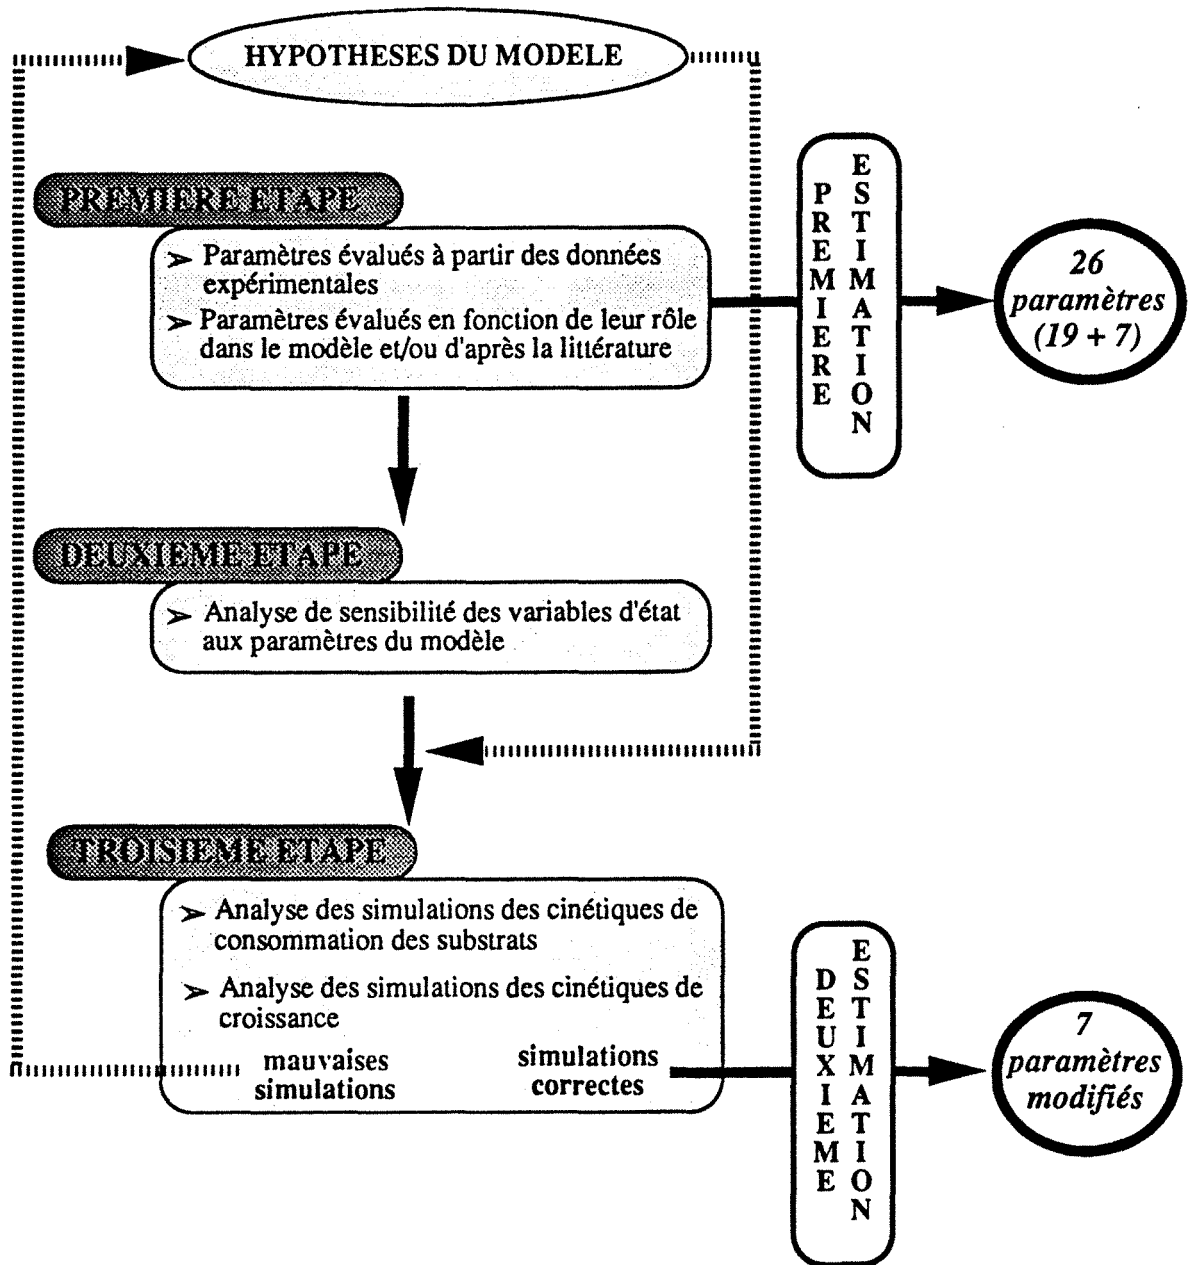 HYPOTHESES DU MODELE
PREMIERE ETAPE
➢ Paramètres évalués à partir des données
expérimentales
➢ Paramètres évalués en fonction de leur rôle
dans le modèle et/ou d'après la littérature
PREMIERE
ESTIMATION
26
paramètres
(19 + 7)
DEUXIEME ETAPE
➢ Analyse de sensibilité des variables d'état
aux paramètres du modèle
TROISIEME ETAPE
➢ Analyse des simulations des cinétiques de
consommation des substrats
➢ Analyse des simulations des cinétiques de
croissance
mauvaises
simulations
simulations
correctes
DEUXIEME
ESTIMATION
7
paramètres
modifiés